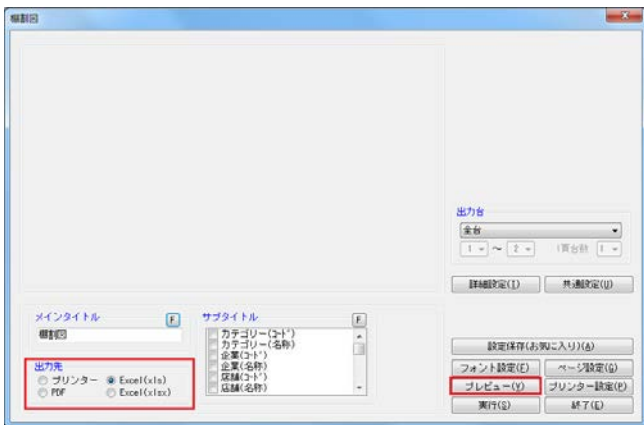 棚割図
出力台
全台
1 ～ 2 1頁台数 1
詳細設定(I) 共通設定(U)
メインタイトル F
棚割図
サブタイトル F
カテゴリー(コード)
カテゴリー(名称)
企業(コード)
企業(名称)
店舗(コード)
店舗(名称)
出力先
プリンター Excel(xls)
PDF Excel(xlsx)
設定保存(お気に入り)(A)
フォント設定(F) ページ設定(G)
プレビュー(V) プリンター設定(P)
実行(S) 終了(E)